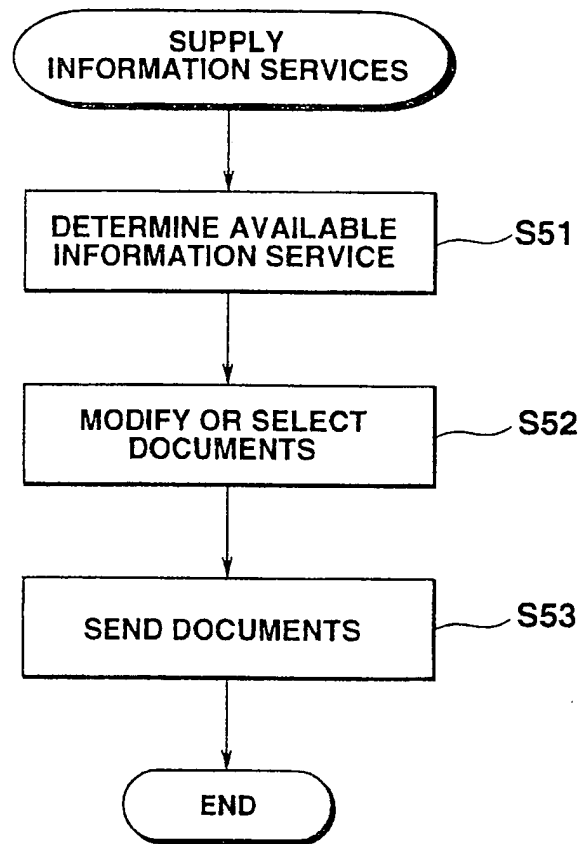 SUPPLY
INFORMATION SERVICES
DETERMINE AVAILABLE
INFORMATION SERVICE
S51
MODIFY OR SELECT
DOCUMENTS
S52
SEND DOCUMENTS
S53
END